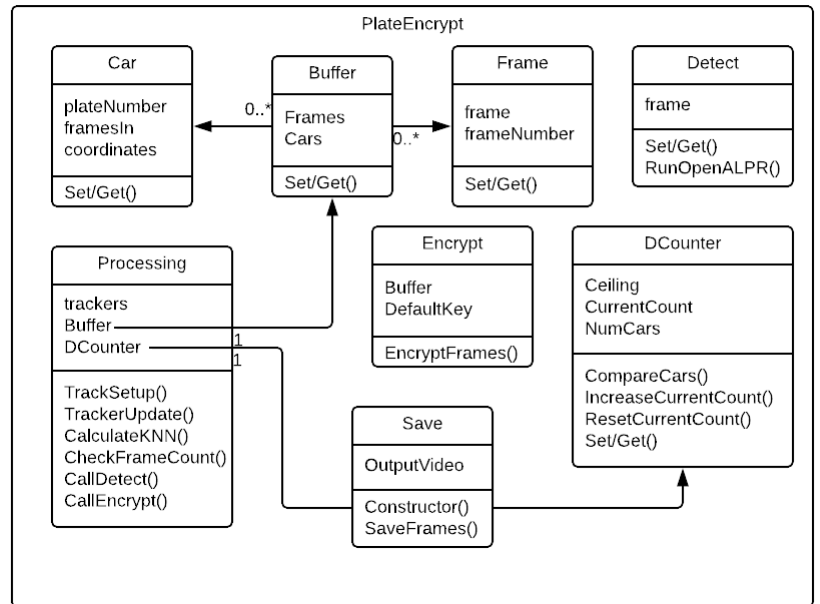 PlateEncrypt
Car
plateNumber
framesIn
coordinates
Set/Get()
0..*
Buffer
Frames
Cars
Set/Get()
0..*
Frame
frame
frameNumber
Set/Get()
Detect
frame
Set/Get()
RunOpenALPR()
Processing
trackers
Buffer
DCounter
1
1
TrackSetup()
TrackerUpdate()
CalculateKNN()
CheckFrameCount()
CallDetect()
CallEncrypt()
Encrypt
Buffer
DefaultKey
EncryptFrames()
DCounter
Ceiling
CurrentCount
NumCars
CompareCars()
IncreaseCurrentCount()
ResetCurrentCount()
Set/Get()
Save
OutputVideo
Constructor()
SaveFrames()